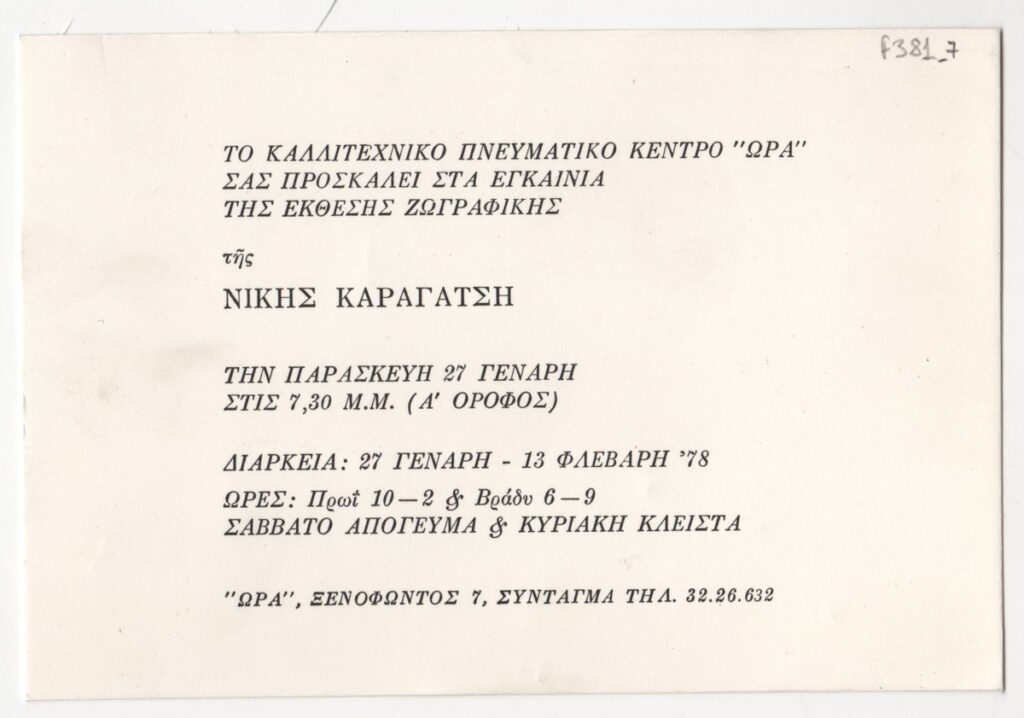 f381_7
ΤΟ ΚΑΛΛΙΤΕΧΝΙΚΟ ΠΝΕΥΜΑΤΙΚΟ ΚΕΝΤΡΟ "ΩΡΑ"
ΣΑΣ ΠΡΟΣΚΑΛΕΙ ΣΤΑ ΕΓΚΑΙΝΙΑ
ΤΗΣ ΕΚΘΕΣΗΣ ΖΩΓΡΑΦΙΚΗΣ
τῆς
ΝΙΚΗΣ ΚΑΡΑΓΑΤΣΗ
ΤΗΝ ΠΑΡΑΣΚΕΥΗ 27 ΓΕΝΑΡΗ
ΣΤΙΣ 7,30 Μ.Μ. (Α' ΟΡΟΦΟΣ)
ΔΙΑΡΚΕΙΑ: 27 ΓΕΝΑΡΗ - 13 ΦΛΕΒΑΡΗ '78
ΩΡΕΣ: Πρωΐ 10—2 & Βράδυ 6—9
ΣΑΒΒΑΤΟ ΑΠΟΓΕΥΜΑ & ΚΥΡΙΑΚΗ ΚΛΕΙΣΤΑ
"ΩΡΑ", ΞΕΝΟΦΩΝΤΟΣ 7, ΣΥΝΤΑΓΜΑ ΤΗΛ. 32.26.632